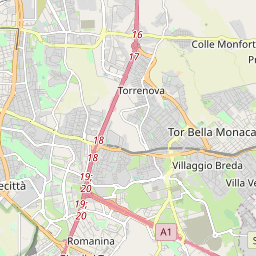 16
Colle Monfort
17
Torrenova
Tor Bella Monaca
18
18
Villaggio Breda
Villa Ve
ecittà
19;
20
19;
20
A1
Romanina